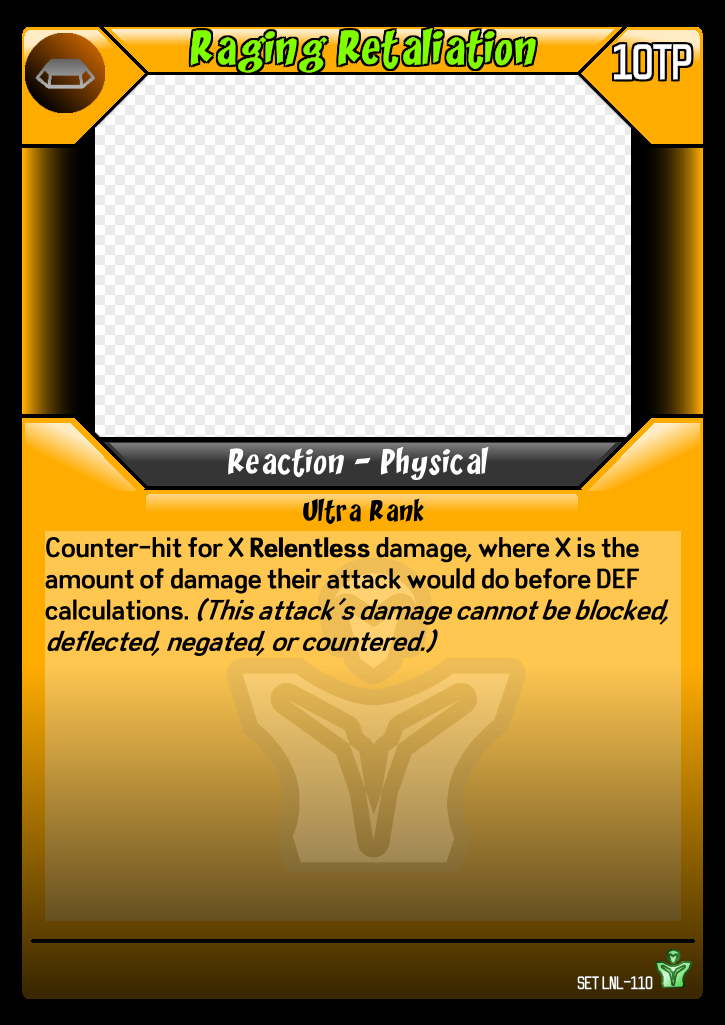 Raging Retaliation
10TP
Reaction - Physical
Ultra Rank
Counter-hit for X Relentless damage, where X is the
amount of damage their attack would do before DEF
calculations. (This attack's damage cannot be blocked,
deflected, negated, or countered.)
SET LNL-110